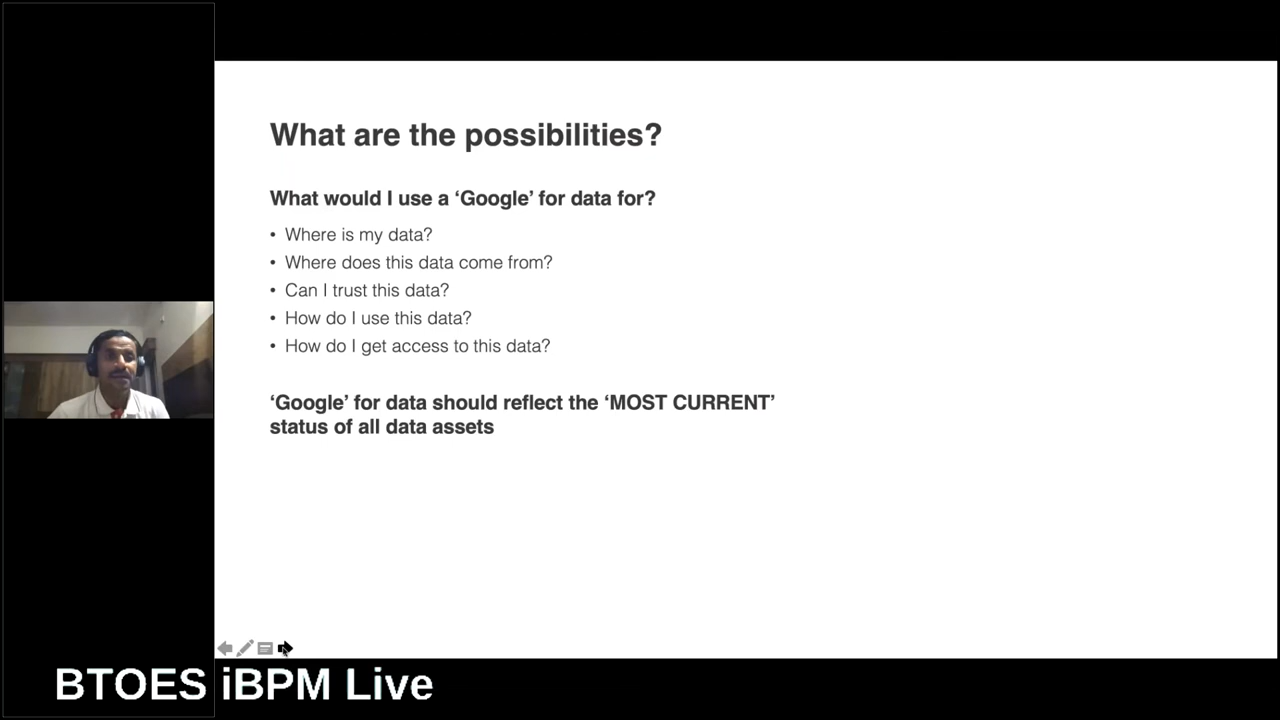 What are the possibilities?
What would I use a ‘Google’ for data for?
• Where is my data?
• Where does this data come from?
• Can I trust this data?
• How do I use this data?
• How do I get access to this data?
‘Google’ for data should reflect the ‘MOST CURRENT’
status of all data assets
BTOES iBPM Live